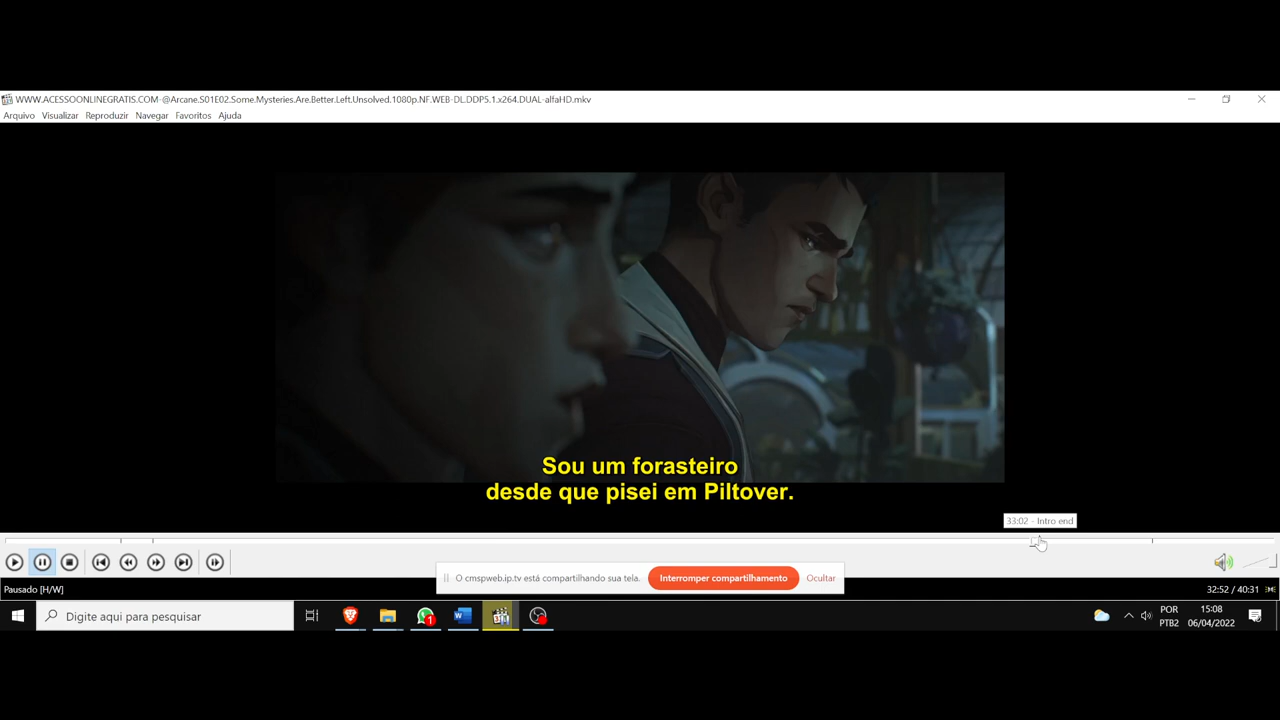 WWW.ACESSOONLINEGRATIS.COM-@Arcane.S01E02.Some.Mysteries.Are.Better.Left.Unsolved.1080p.NF.WEB-DL.DDP5.1.x264.DUAL-alfaHD.mkv
Arquivo Visualizar Reproduzir Navegar Favoritos Ajuda
Sou um forasteiro
desde que pisei em Piltover.
33:02 - Intro end
O cmspweb.ip.tv está compartilhando sua tela. Interromper compartilhamento Ocultar
Pausado [H/W] 32:52 / 40:31
Digite aqui para pesquisar 1 POR 15:08
PTB2 06/04/2022